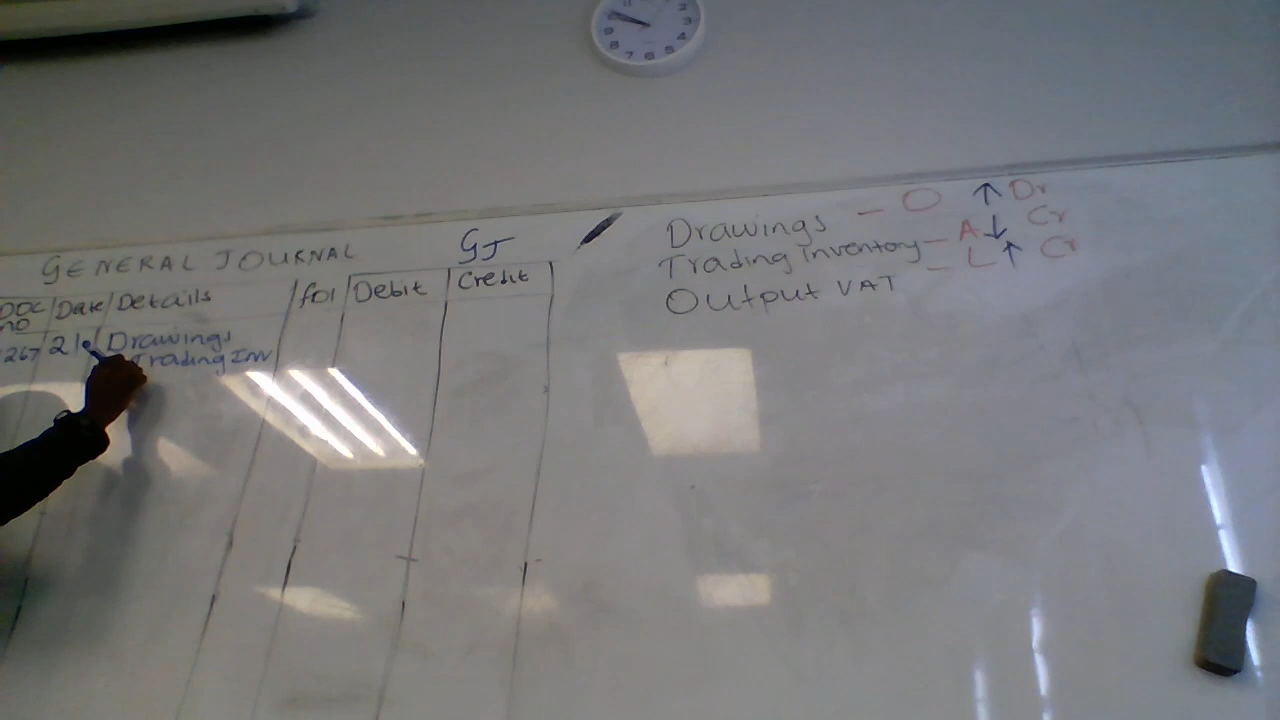 GENERAL JOURNAL GJ
DOC no Date Details fol Debit Credit
267 21 Drawings
Trading Inv
Drawings — O ↑ Dr
Trading Inventory — A ↓ Cr
Output VAT — L ↑ Cr